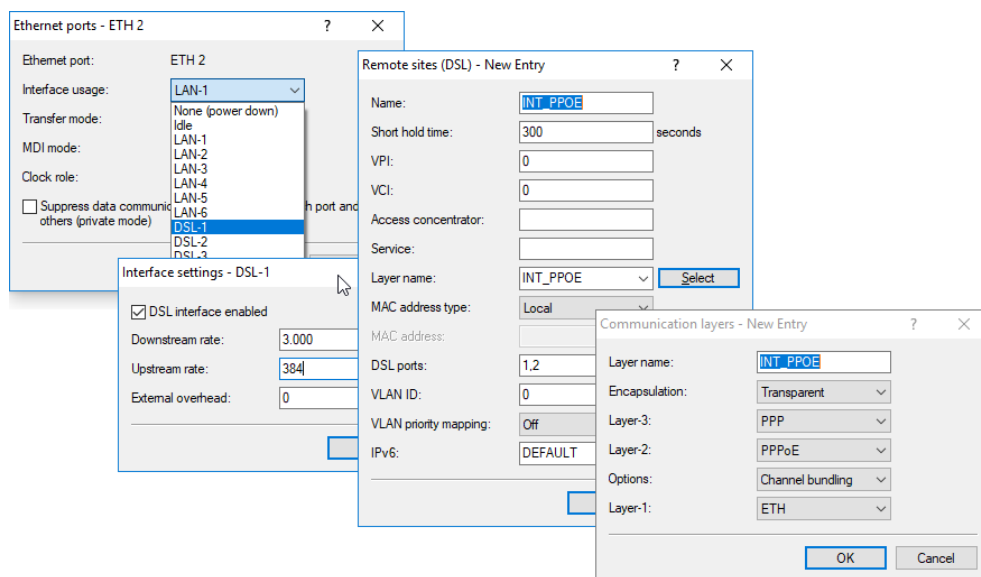 Ethernet ports - ETH 2 ? ×
Ethernet port: ETH 2
Interface usage: LAN-1
None (power down)
Idle
Transfer mode:
LAN-1
LAN-2
MDI mode:
LAN-3
LAN-4
Clock role:
LAN-5
LAN-6
Suppress data communic h port and
others (private mode)
DSL-1
DSL-2
DSL-3
Interface settings - DSL-1
DSL interface enabled
Downstream rate: 3.000
Upstream rate: 384
External overhead: 0
Remote sites (DSL) - New Entry ? ×
Name: INT_PPOE
Short hold time: 300 seconds
VPI: 0
VCI: 0
Access concentrator:
Service:
Layer name: INT_PPOE Select
MAC address type: Local
MAC address:
DSL ports: 1,2
VLAN ID: 0
VLAN priority mapping: Off
IPv6: DEFAULT
Communication layers - New Entry ? ×
Layer name: INT_PPOE
Encapsulation: Transparent
Layer-3: PPP
Layer-2: PPPoE
Options: Channel bundling
Layer-1: ETH
OK Cancel